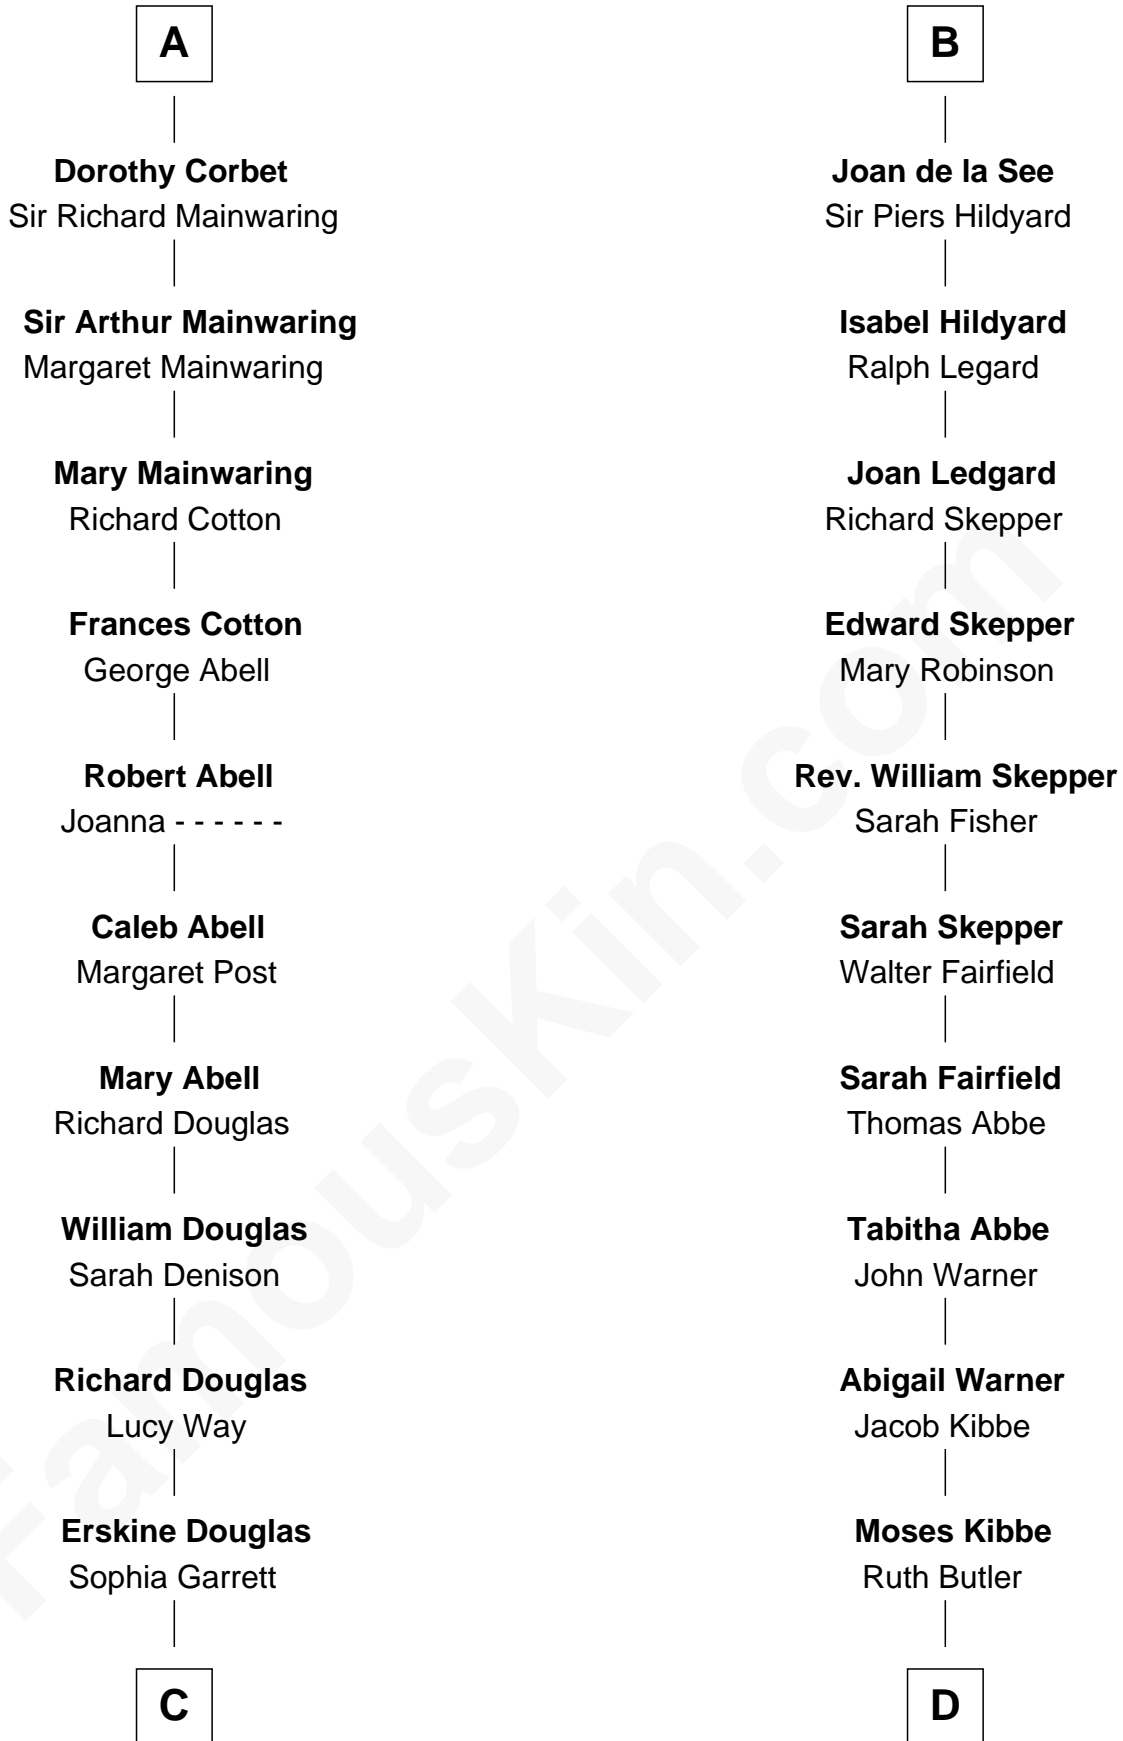 A
Dorothy Corbet
Sir Richard Mainwaring
Sir Arthur Mainwaring
Margaret Mainwaring
Mary Mainwaring
Richard Cotton
Frances Cotton
George Abell
Robert Abell
Joanna - - - - - -
Caleb Abell
Margaret Post
Mary Abell
Richard Douglas
William Douglas
Sarah Denison
Richard Douglas
Lucy Way
Erskine Douglas
Sophia Garrett
C
B
Joan de la See
Sir Piers Hildyard
Isabel Hildyard
Ralph Legard
Joan Ledgard
Richard Skepper
Edward Skepper
Mary Robinson
Rev. William Skepper
Sarah Fisher
Sarah Skepper
Walter Fairfield
Sarah Fairfield
Thomas Abbe
Tabitha Abbe
John Warner
Abigail Warner
Jacob Kibbe
Moses Kibbe
Ruth Butler
D
FamousKin.com